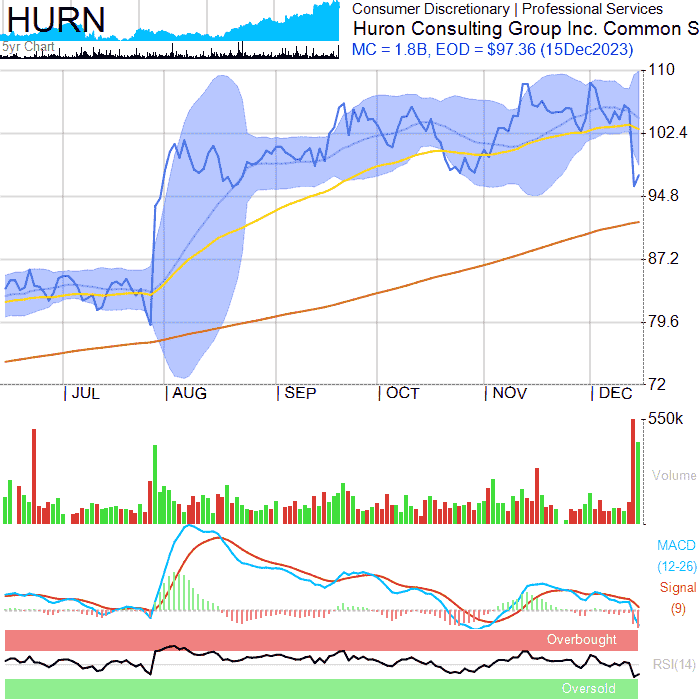 HURN
5yr Chart
Consumer Discretionary | Professional Services
Huron Consulting Group Inc. Common S
MC = 1.8B, EOD = $97.36 (15Dec2023)
110
102.4
94.8
87.2
79.6
72
| JUL | AUG | SEP | OCT | NOV | DEC
550k
Volume
MACD
(12-26)
Signal
(9)
Overbought
RSI(14)
Oversold